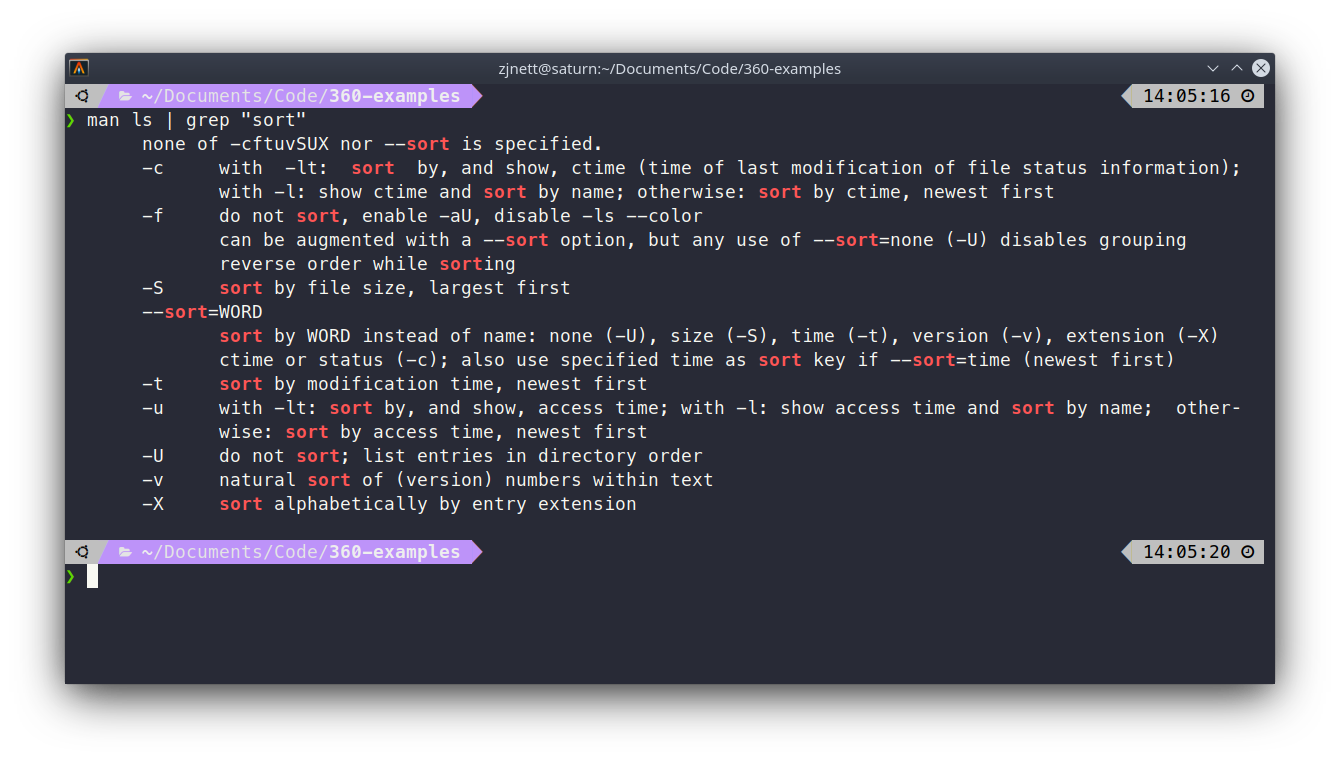 zjnett@saturn:~/Documents/Code/360-examples
~/Documents/Code/360-examples 14:05:16
❯ man ls | grep "sort"
       none of -cftuvSUX nor --sort is specified.
       -c     with  -lt:  sort  by, and show, ctime (time of last modification of file status information);
              with -l: show ctime and sort by name; otherwise: sort by ctime, newest first
       -f     do not sort, enable -aU, disable -ls --color
              can be augmented with a --sort option, but any use of --sort=none (-U) disables grouping
              reverse order while sorting
       -S     sort by file size, largest first
       --sort=WORD
              sort by WORD instead of name: none (-U), size (-S), time (-t), version (-v), extension (-X)
              ctime or status (-c); also use specified time as sort key if --sort=time (newest first)
       -t     sort by modification time, newest first
       -u     with -lt: sort by, and show, access time; with -l: show access time and sort by name;  other-
              wise: sort by access time, newest first
       -U     do not sort; list entries in directory order
       -v     natural sort of (version) numbers within text
       -X     sort alphabetically by entry extension
~/Documents/Code/360-examples 14:05:20
❯